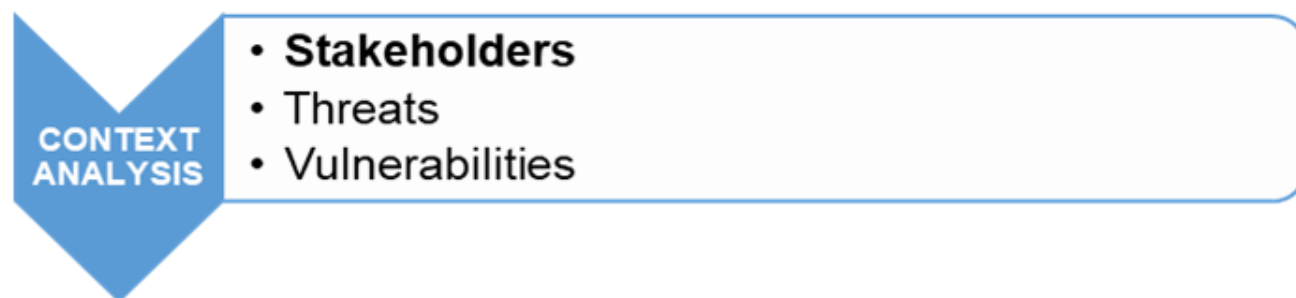 CONTEXT
ANALYSIS
• Stakeholders
• Threats
• Vulnerabilities